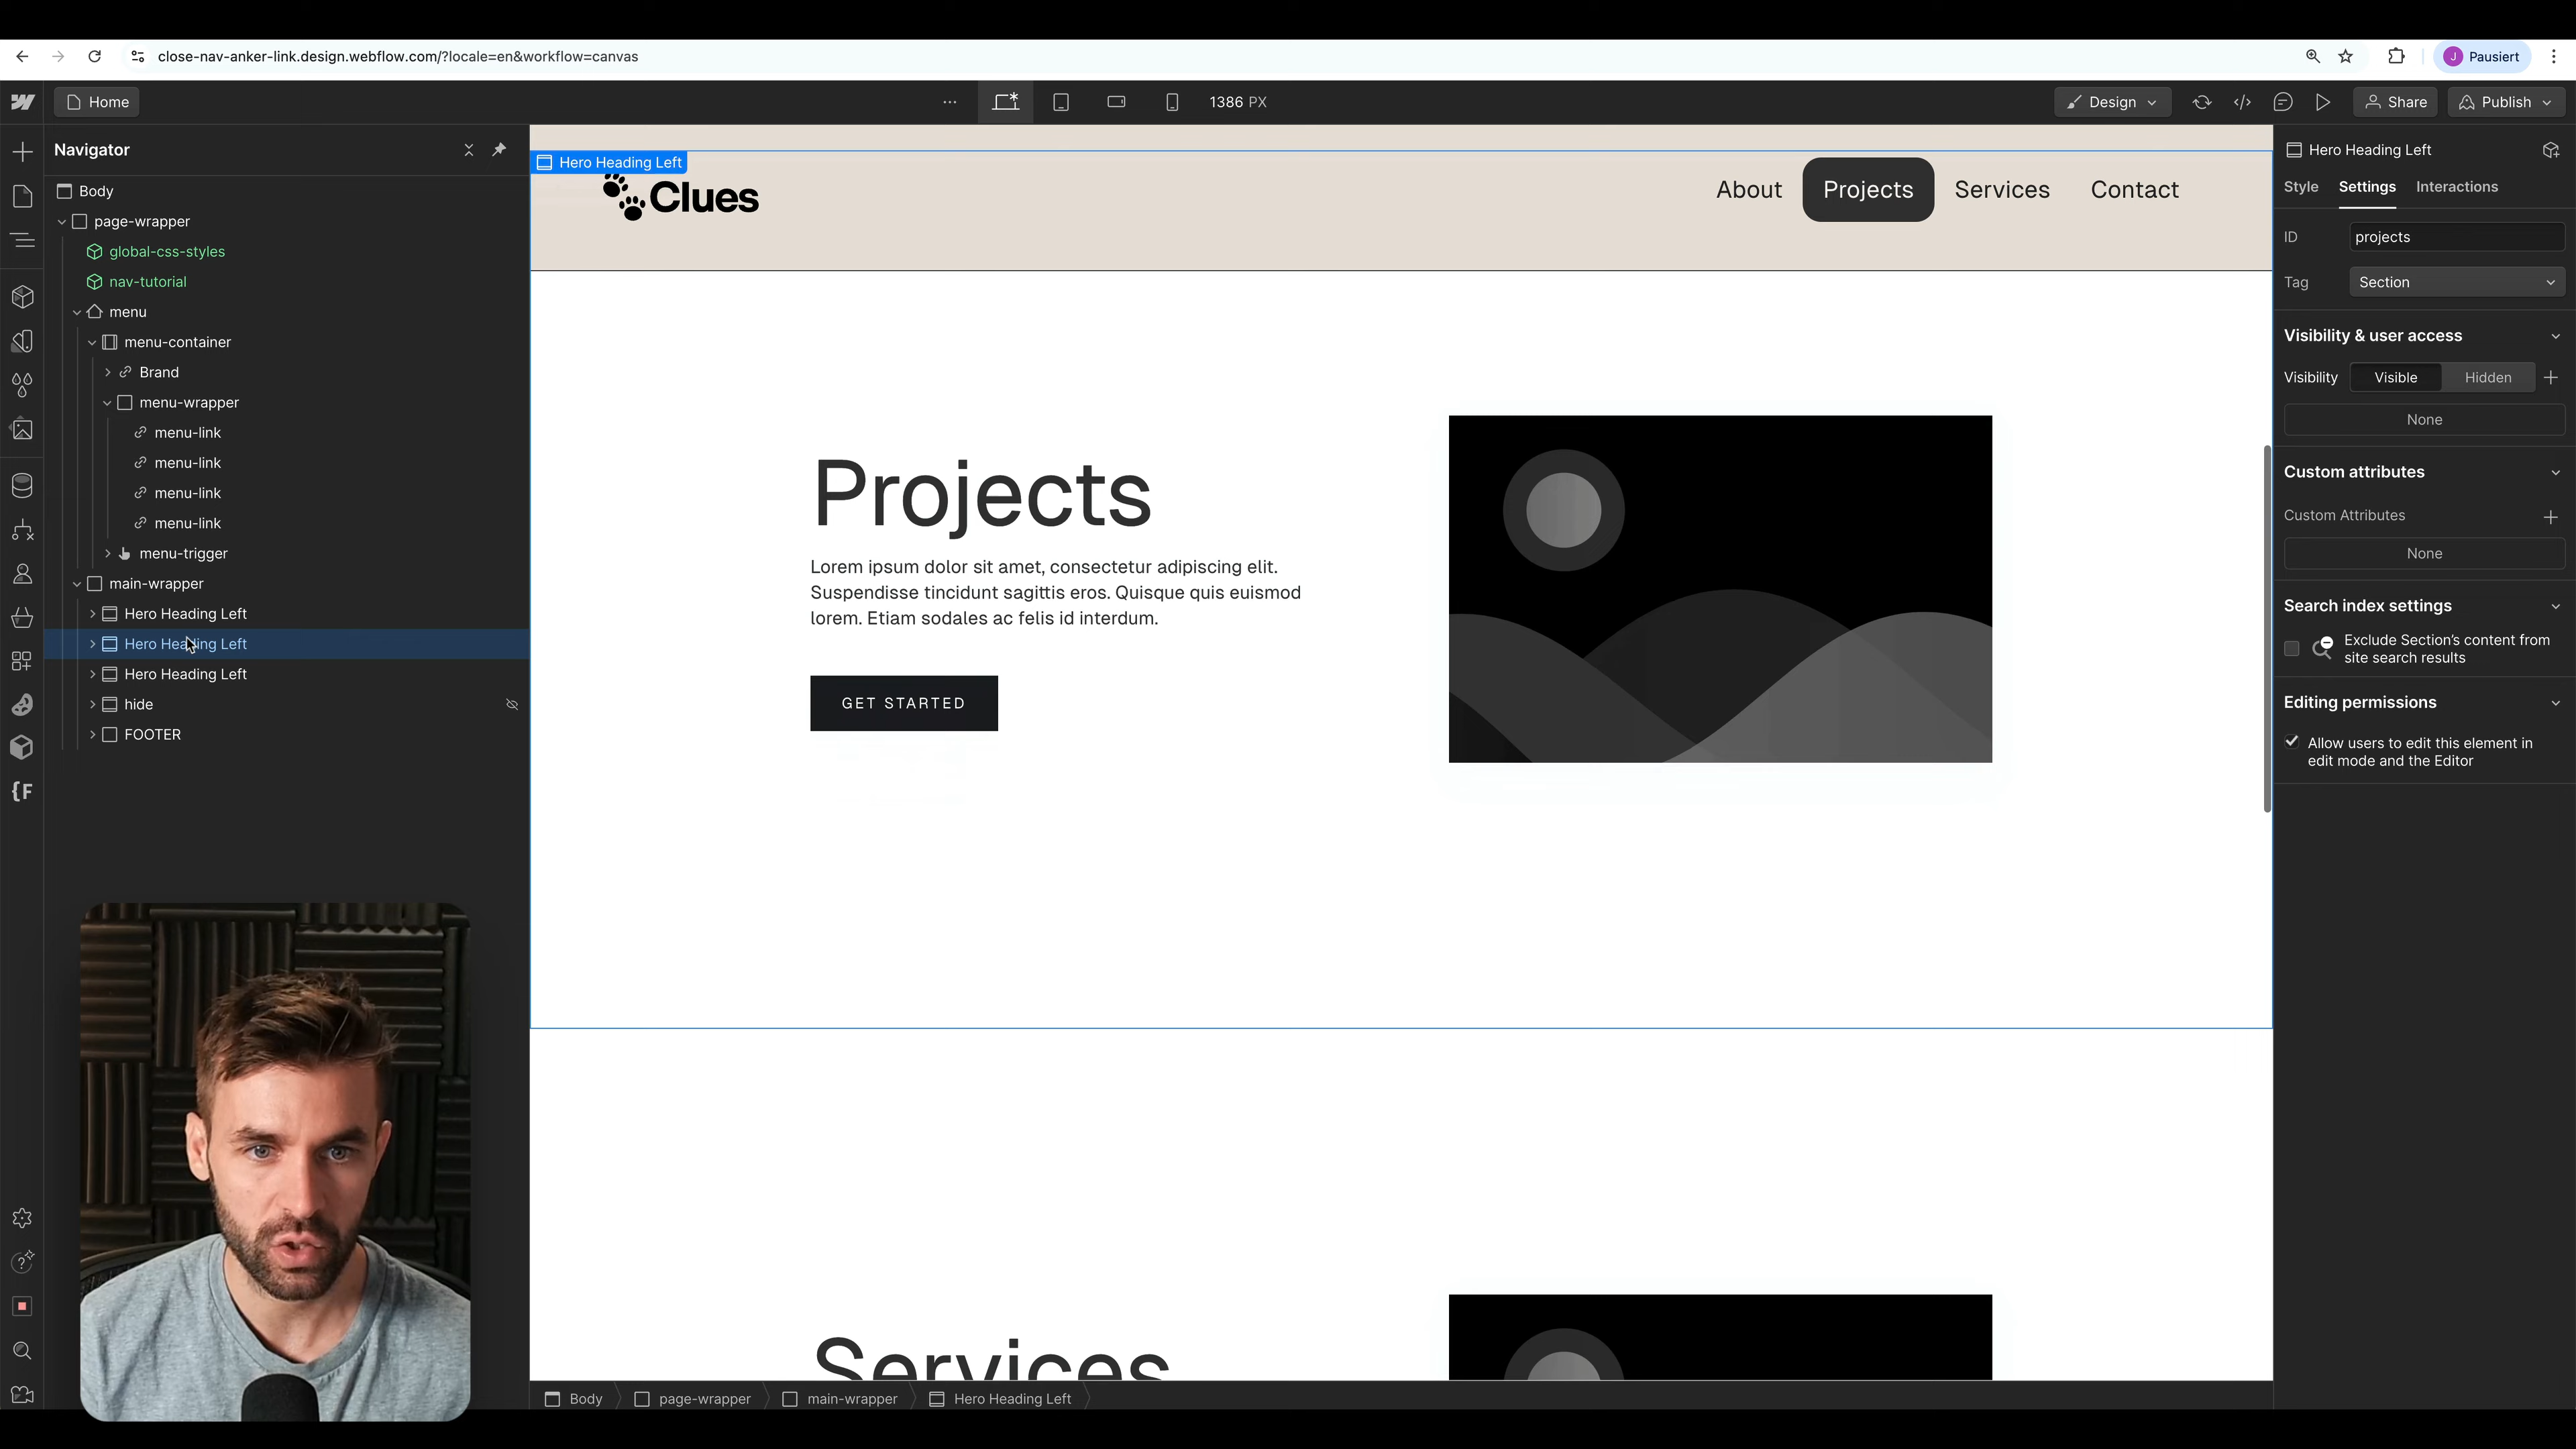 close-nav-anker-link.design.webflow.com/?locale=en&workflow=canvas
J
Pausiert
Home
1386 PX
Design
Share
Publish
Navigator
Body
page-wrapper
global-css-styles
nav-tutorial
menu
menu-container
Brand
menu-wrapper
menu-link
menu-link
menu-link
menu-link
menu-trigger
main-wrapper
Hero Heading Left
Hero Heading Left
Hero Heading Left
hide
FOOTER
{F
Hero Heading Left
Clues
About
Projects
Services
Contact
Projects
Lorem ipsum dolor sit amet, consectetur adipiscing elit.
Suspendisse tincidunt sagittis eros. Quisque quis euismod
lorem. Etiam sodales ac felis id interdum.
GET STARTED
Services
Body
page-wrapper
main-wrapper
Hero Heading Left
Hero Heading Left
Style
Settings
Interactions
ID
projects
Tag
Section
Visibility & user access
Visibility
Visible
Hidden
None
Custom attributes
Custom Attributes
None
Search index settings
Exclude Section's content from
site search results
Editing permissions
Allow users to edit this element in
edit mode and the Editor